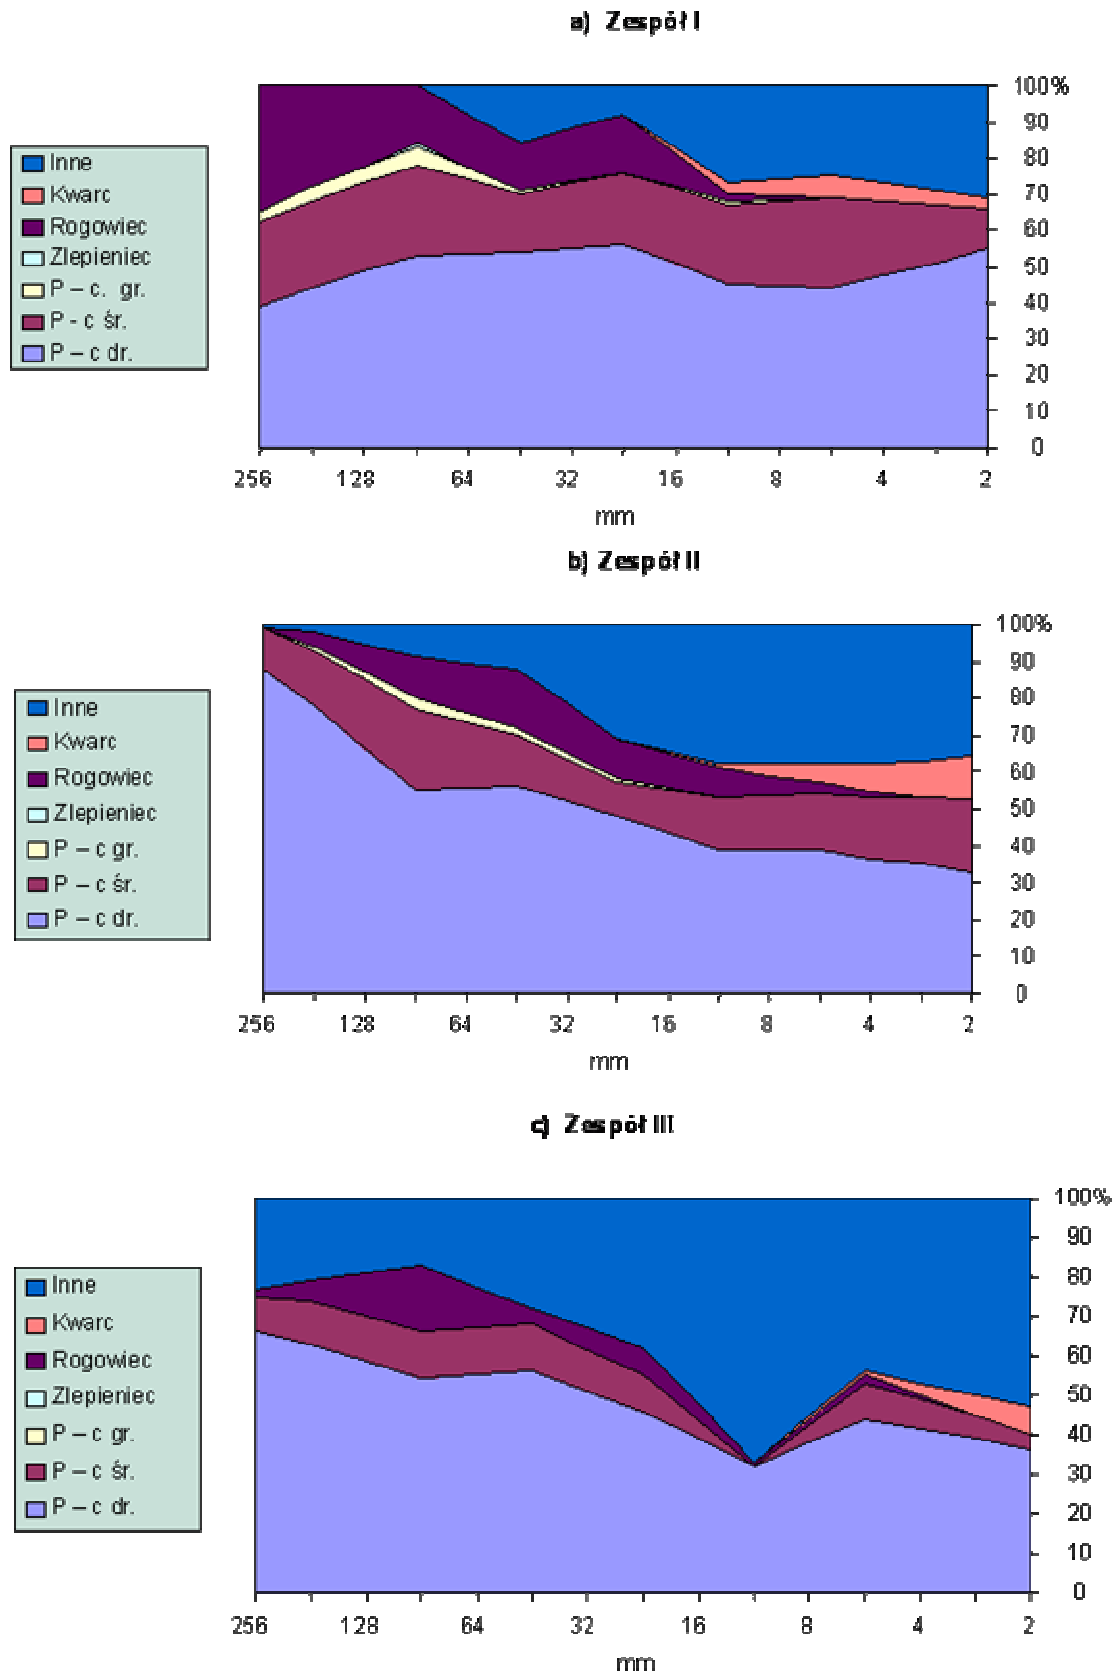 a) Zespół I
100%
90
80
70
60
50
40
30
20
10
0
Inne
Kwarc
Rogowiec
Zlepieniec
P – c. gr.
P - c śr.
P – c dr.
256 128 64 32 16 8 4 2
mm
b) Zespół II
100%
90
80
70
60
50
40
30
20
10
0
Inne
Kwarc
Rogowiec
Zlepieniec
P – c gr.
P – c śr.
P – c dr.
256 128 64 32 16 8 4 2
mm
c) Zespół III
100%
90
80
70
60
50
40
30
20
10
0
Inne
Kwarc
Rogowiec
Zlepieniec
P – c gr.
P – c śr.
P – c dr.
256 128 64 32 16 8 4 2
mm